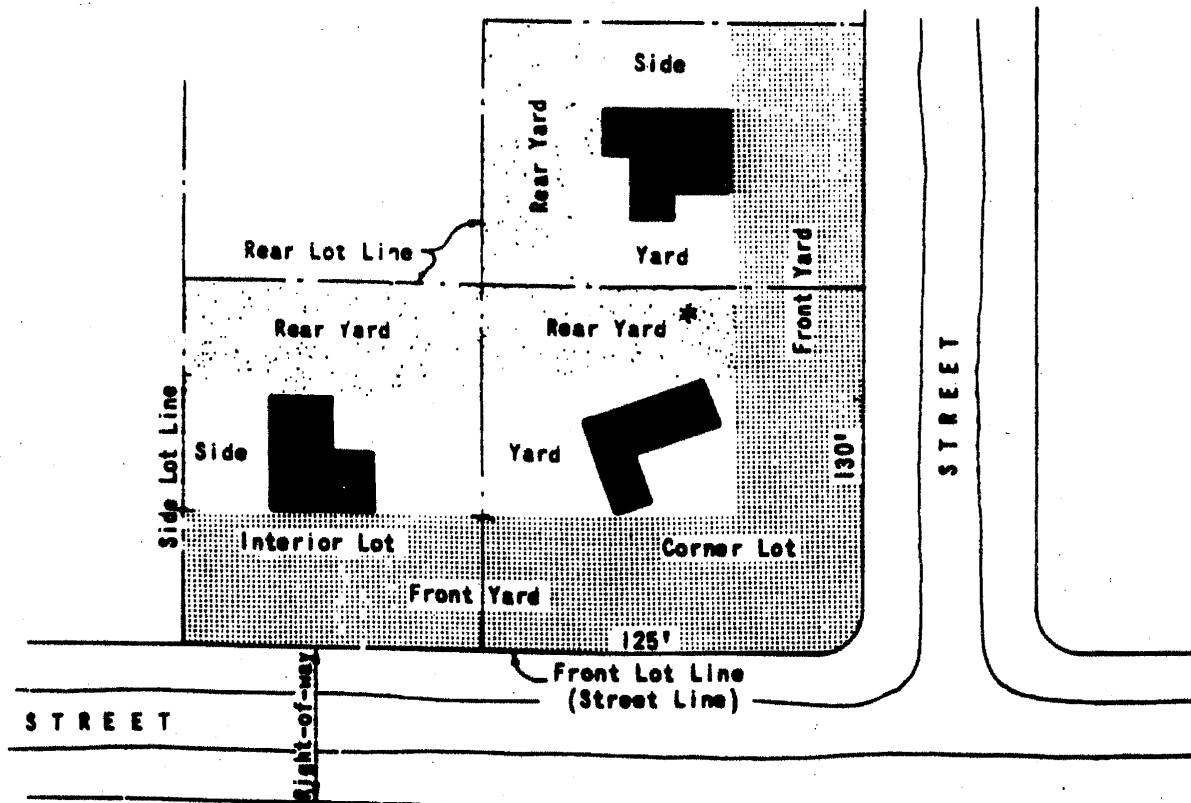 Side
Rear Yard
Rear Lot Line
Yard
Front Yard
Rear Yard
Rear Yard *
Side Lot Line
Side
Yard
130'
STREET
Interior Lot
Corner Lot
Front Yard
125'
Front Lot Line
(Street Line)
STREET
Right-of-way